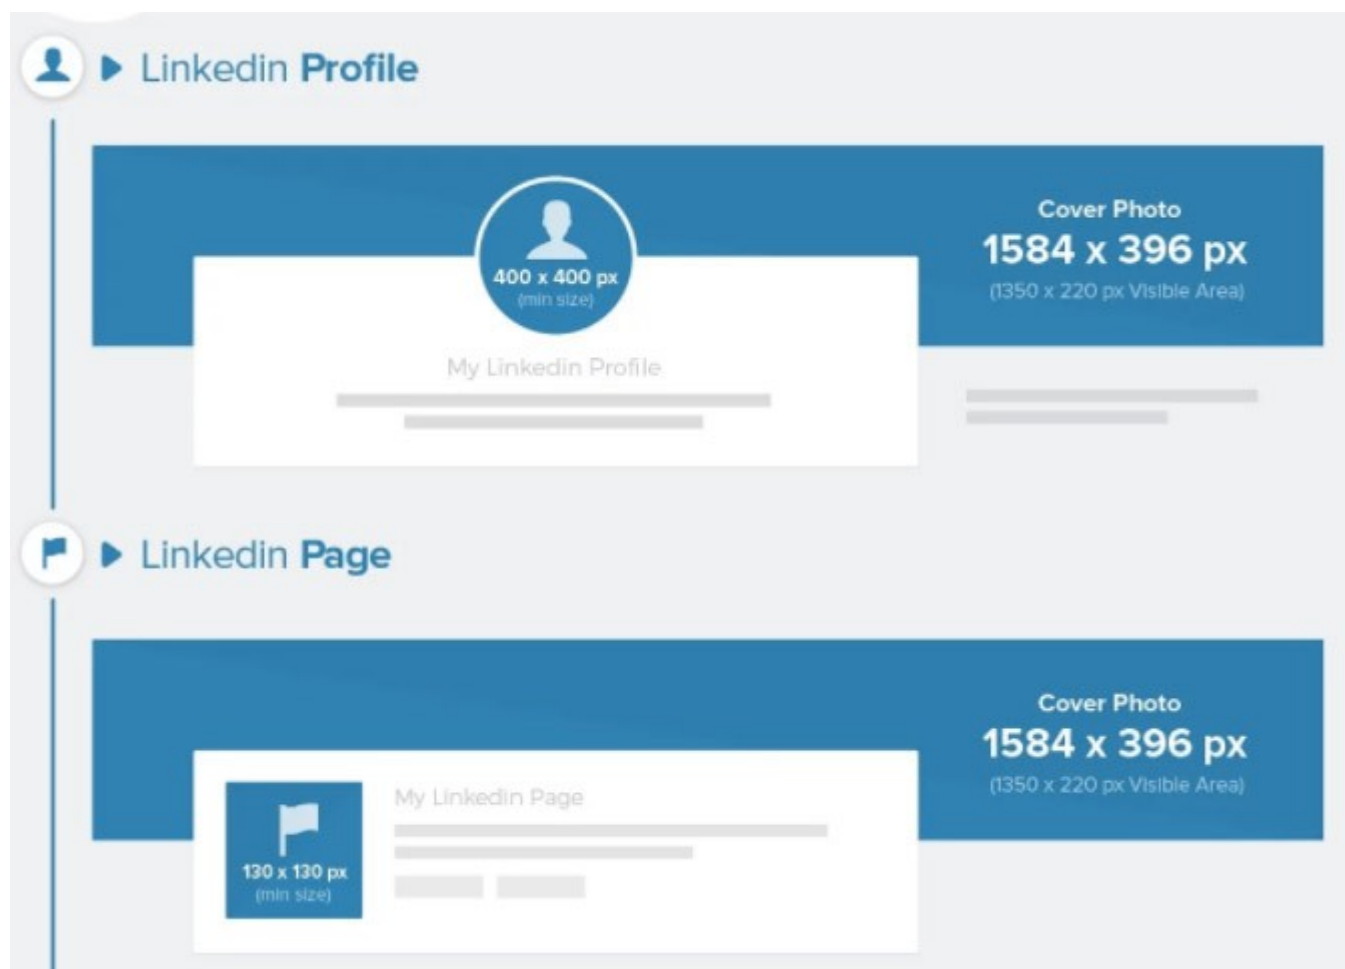 Linkedin Profile
Cover Photo
1584 x 396 px
(1350 x 220 px Visible Area)
400 x 400 px
(min size)
My Linkedin Profile
Linkedin Page
Cover Photo
1584 x 396 px
(1350 x 220 px Visible Area)
My Linkedin Page
130 x 130 px
(min size)